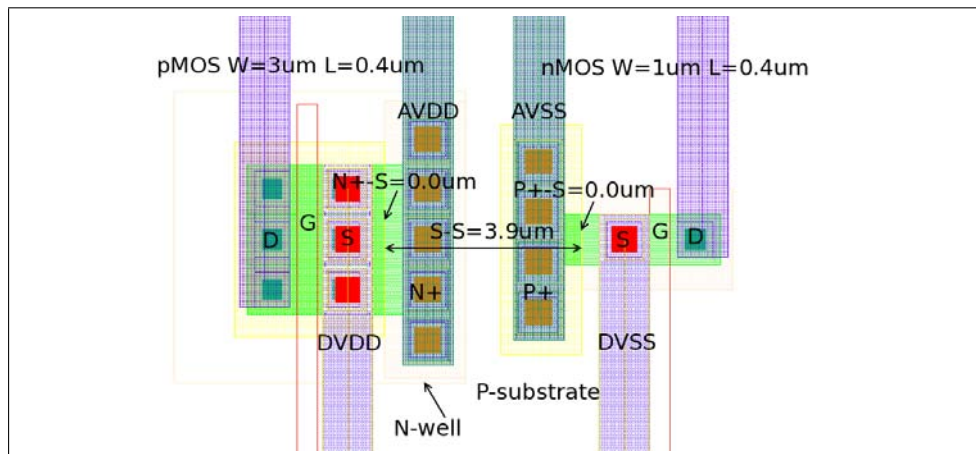 pMOS W=3um L=0.4um
nMOS W=1um L=0.4um
AVDD
AVSS
N+-S=0.0um
P+-S=0.0um
G
S-S=3.9um
G
D
S
S
D
N+
P+
DVDD
DVSS
P-substrate
N-well